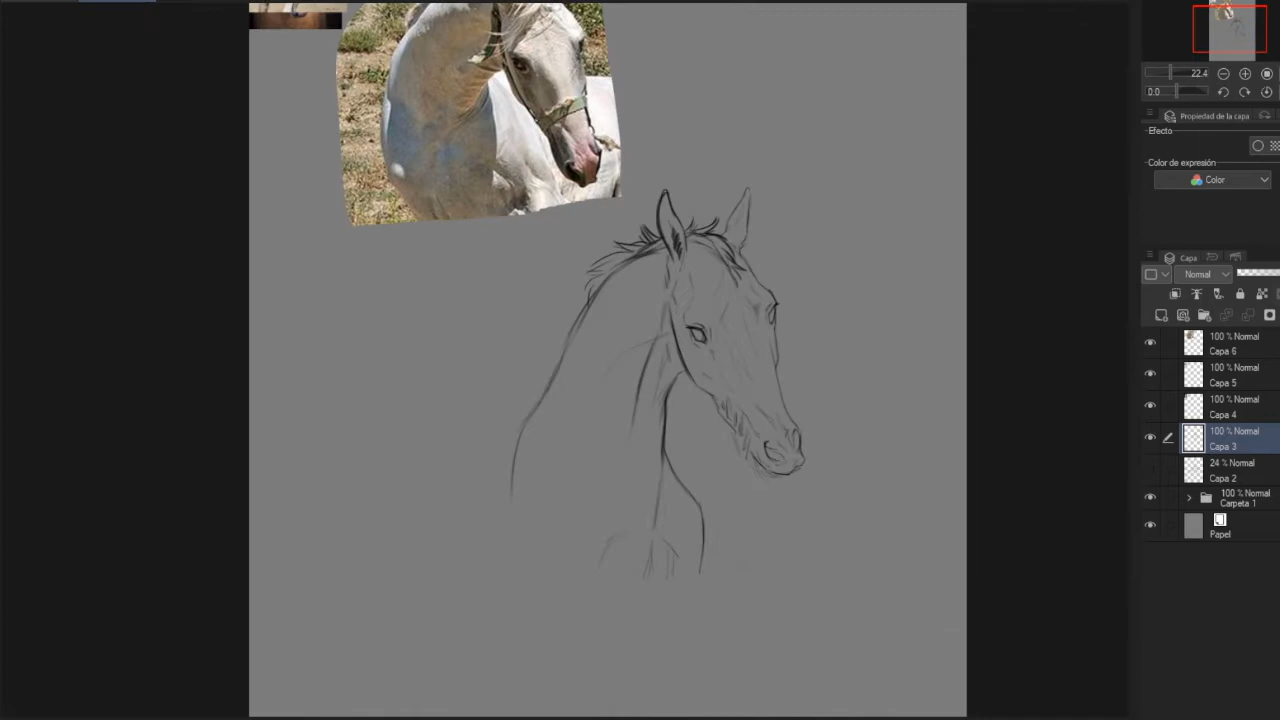 22.4
0.0
Propiedad de la capa
Efecto
Color de expresión
Color
Capa
Normal
100 % Normal
Capa 6
100 % Normal
Capa 5
100 % Normal
Capa 4
100 % Normal
Capa 3
24 % Normal
Capa 2
100 % Normal
Carpeta 1
Papel